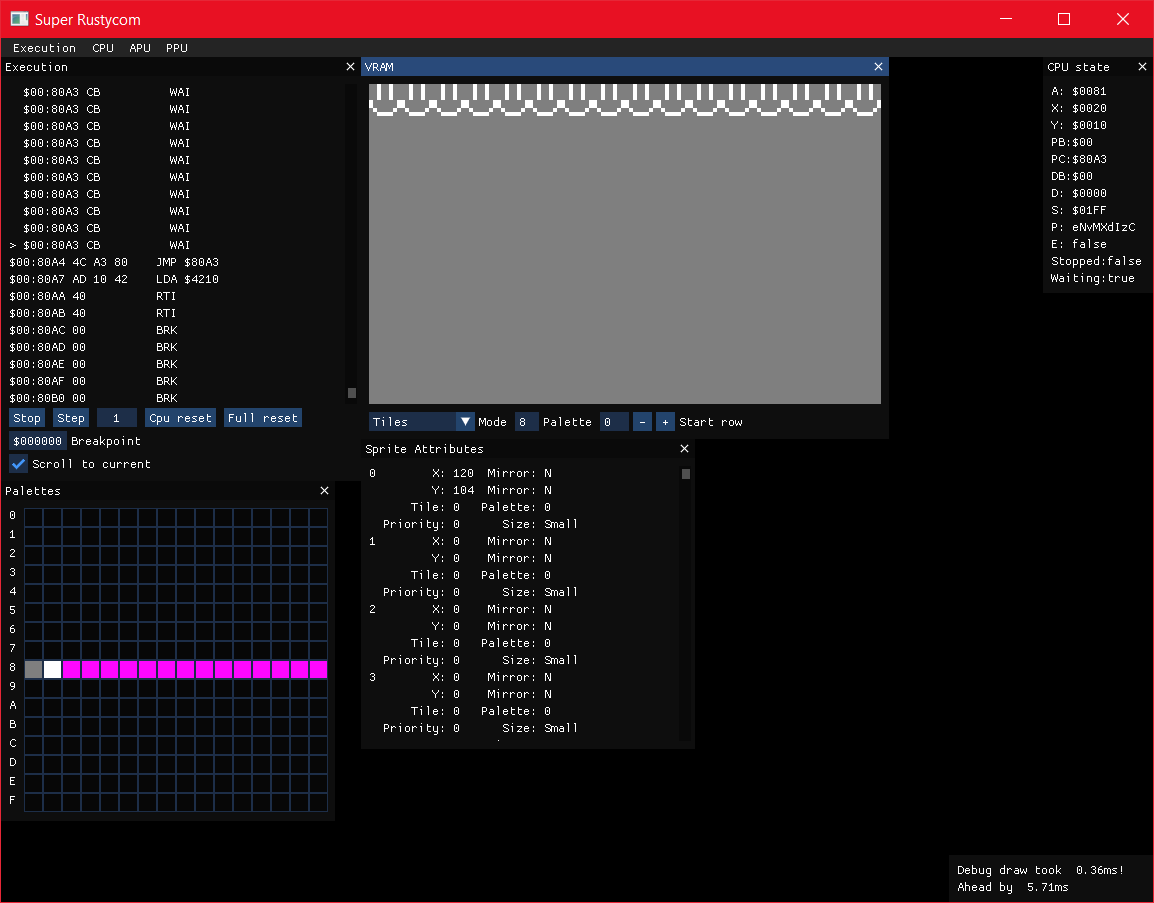 Super Rustycom
Execution CPU APU PPU
Execution
$00:80A3 CB WAI
$00:80A3 CB WAI
$00:80A3 CB WAI
$00:80A3 CB WAI
$00:80A3 CB WAI
$00:80A3 CB WAI
$00:80A3 CB WAI
$00:80A3 CB WAI
$00:80A3 CB WAI
> $00:80A3 CB WAI
$00:80A4 4C A3 80 JMP $80A3
$00:80A7 AD 10 42 LDA $4210
$00:80AA 40 RTI
$00:80AB 40 RTI
$00:80AC 00 BRK
$00:80AD 00 BRK
$00:80AE 00 BRK
$00:80AF 00 BRK
$00:80B0 00 BRK
Stop Step 1 Cpu reset Full reset
$000000 Breakpoint
Scroll to current
VRAM
Tiles Mode 8 Palette 0 - + Start row
CPU state
A: $0081
X: $0020
Y: $0010
PB:$00
PC:$80A3
DB:$00
D: $0000
S: $01FF
P: eNvMXdIzC
E: false
Stopped:false
Waiting:true
Palettes
0
1
2
3
4
5
6
7
8
9
A
B
C
D
E
F
Sprite Attributes
0 X: 120 Mirror: N
Y: 104 Mirror: N
Tile: 0 Palette: 0
Priority: 0 Size: Small
1 X: 0 Mirror: N
Y: 0 Mirror: N
Tile: 0 Palette: 0
Priority: 0 Size: Small
2 X: 0 Mirror: N
Y: 0 Mirror: N
Tile: 0 Palette: 0
Priority: 0 Size: Small
3 X: 0 Mirror: N
Y: 0 Mirror: N
Tile: 0 Palette: 0
Priority: 0 Size: Small
Debug draw took 0.36ms!
Ahead by 5.71ms